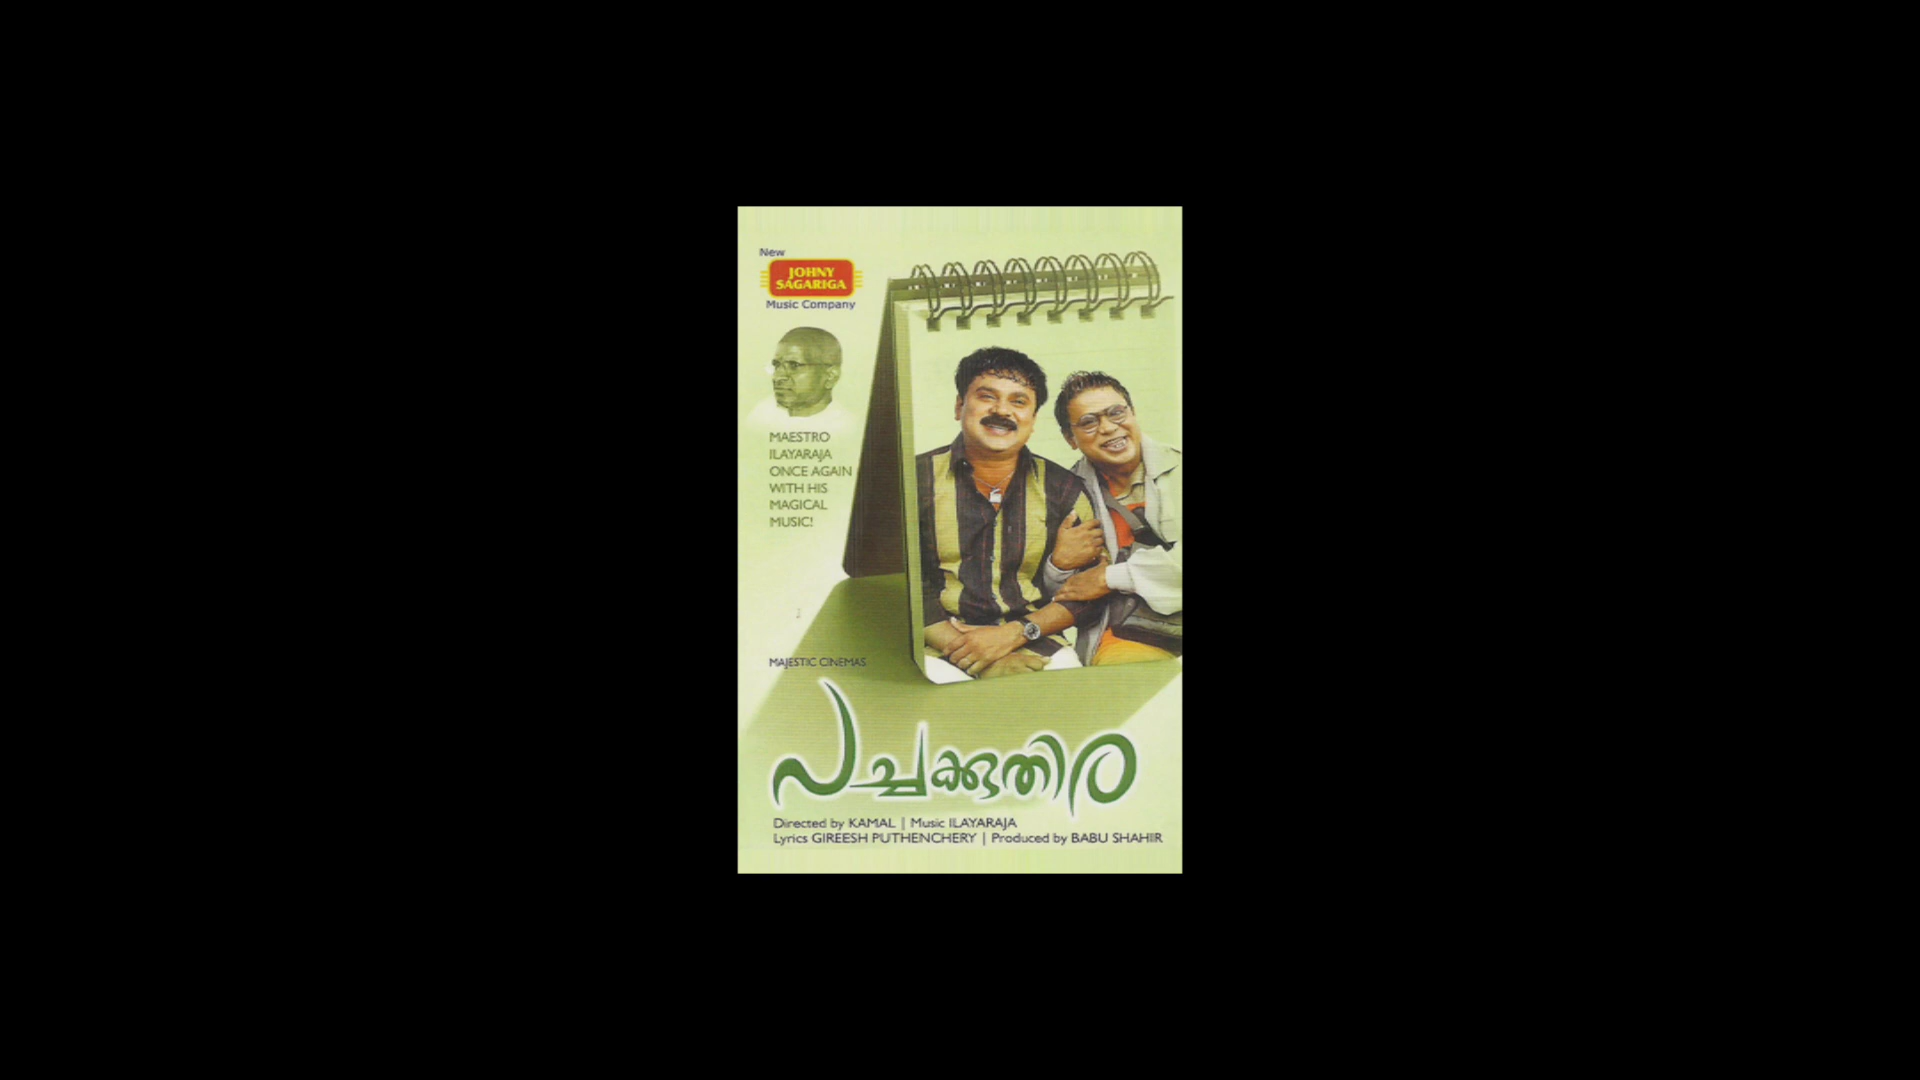 New
JOHNY
SAGARIGA
Music Company
MAESTRO
ILAYARAJA
ONCE AGAIN
WITH HIS
MAGICAL
MUSIC!
MAJESTIC CINEMAS
പച്ചക്കുതിര
Directed by KAMAL | Music ILAYARAJA
Lyrics GIREESH PUTHENCHERY | Produced by BABU SHAHIR